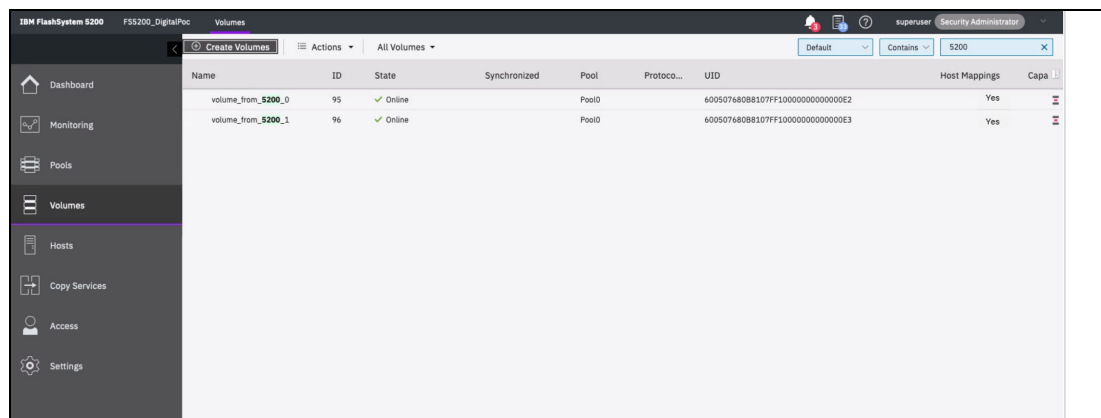 IBM FlashSystem 5200 FS5200_DigitalPoc Volumes 3 33 superuser Security Administrator
Create Volumes Actions All Volumes Default Contains 5200
Name ID State Synchronized Pool Protoco... UID Host Mappings Capa
volume_from_5200_0 95 Online Pool0 600507680B8107FF10000000000000E2 Yes
volume_from_5200_1 96 Online Pool0 600507680B8107FF10000000000000E3 Yes
Dashboard
Monitoring
Pools
Volumes
Hosts
Copy Services
Access
Settings